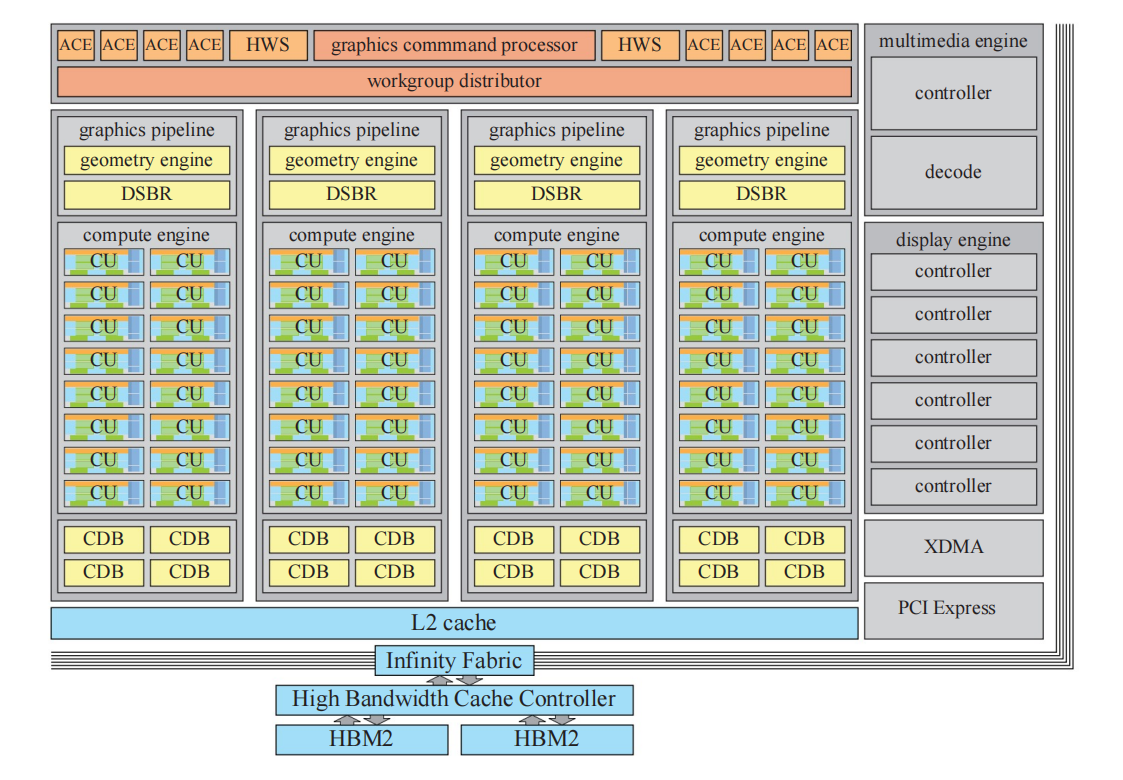 ACE ACE ACE ACE HWS graphics commmand processor HWS ACE ACE ACE ACE
workgroup distributor
graphics pipeline
geometry engine
DSBR
compute engine
CU CU
CU CU
CU CU
CU CU
CU CU
CU CU
CU CU
CU CU
CDB CDB
CDB CDB
graphics pipeline
geometry engine
DSBR
compute engine
CU CU
CU CU
CU CU
CU CU
CU CU
CU CU
CU CU
CU CU
CDB CDB
CDB CDB
graphics pipeline
geometry engine
DSBR
compute engine
CU CU
CU CU
CU CU
CU CU
CU CU
CU CU
CU CU
CU CU
CDB CDB
CDB CDB
graphics pipeline
geometry engine
DSBR
compute engine
CU CU
CU CU
CU CU
CU CU
CU CU
CU CU
CU CU
CU CU
CDB CDB
CDB CDB
multimedia engine
controller
decode
display engine
controller
controller
controller
controller
controller
controller
XDMA
PCI Express
L2 cache
Infinity Fabric
High Bandwidth Cache Controller
HBM2 HBM2